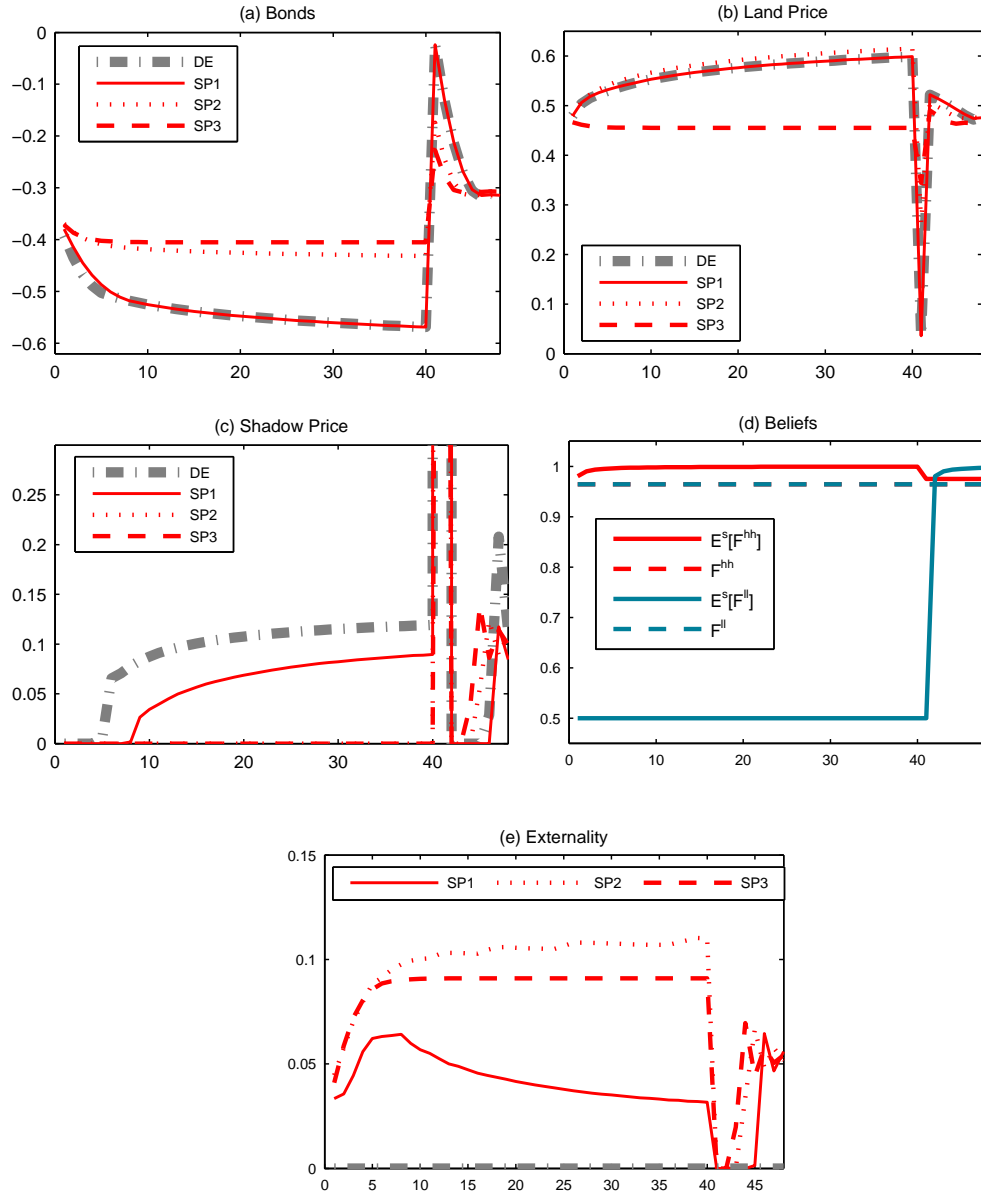 (a) Bonds
0
−0.1
−0.2
−0.3
−0.4
−0.5
−0.6
DE
SP1
SP2
SP3
0 10 20 30 40
(b) Land Price
0.6
0.5
0.4
0.3
0.2
0.1
0
DE
SP1
SP2
SP3
0 10 20 30 40
(c) Shadow Price
0.25
0.2
0.15
0.1
0.05
0
DE
SP1
SP2
SP3
0 10 20 30 40
(d) Beliefs
1
0.9
0.8
0.7
0.6
0.5
E^s[F^hh]
F^hh
E^s[F^ll]
F^ll
0 10 20 30 40
(e) Externality
0.15
0.1
0.05
0
SP1 SP2 SP3
0 5 10 15 20 25 30 35 40 45